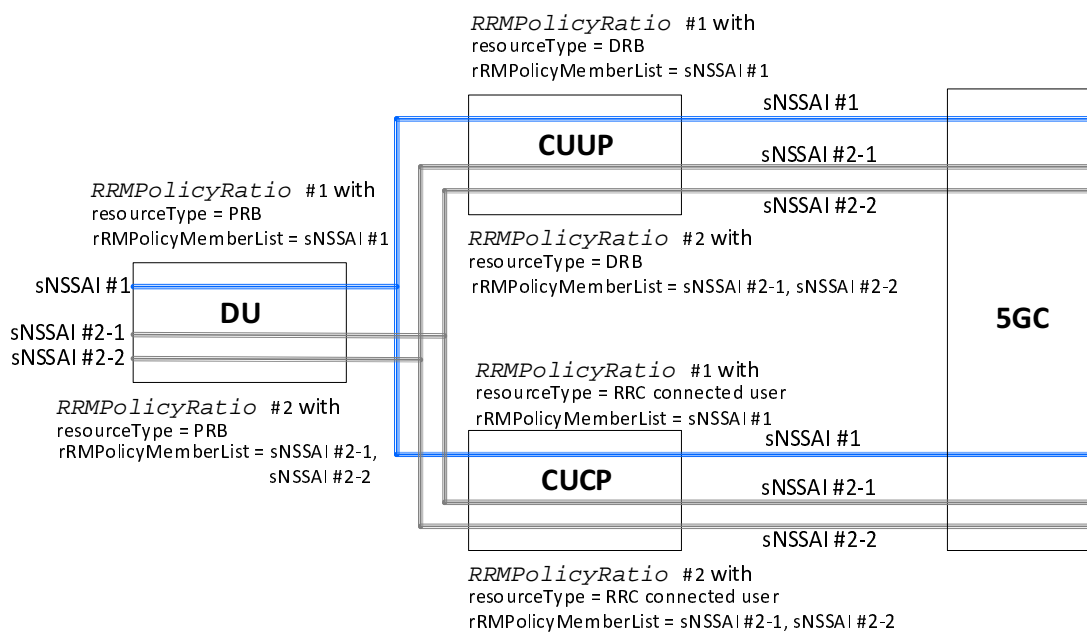 RRMPolicyRatio #1 with
resourceType = DRB
rRMPolicyMemberList = sNSSAI #1
sNSSAI #1
CUUP
sNSSAI #2-1
sNSSAI #2-2
RRMPolicyRatio #1 with
resourceType = PRB
rRMPolicyMemberList = sNSSAI #1
RRMPolicyRatio #2 with
resourceType = DRB
rRMPolicyMemberList = sNSSAI #2-1, sNSSAI #2-2
sNSSAI #1
DU
sNSSAI #2-1
sNSSAI #2-2
5GC
RRMPolicyRatio #1 with
resourceType = RRC connected user
rRMPolicyMemberList = sNSSAI #1
RRMPolicyRatio #2 with
resourceType = PRB
rRMPolicyMemberList = sNSSAI #2-1,
sNSSAI #2-2
sNSSAI #1
CUCP
sNSSAI #2-1
sNSSAI #2-2
RRMPolicyRatio #2 with
resourceType = RRC connected user
rRMPolicyMemberList = sNSSAI #2-1, sNSSAI #2-2